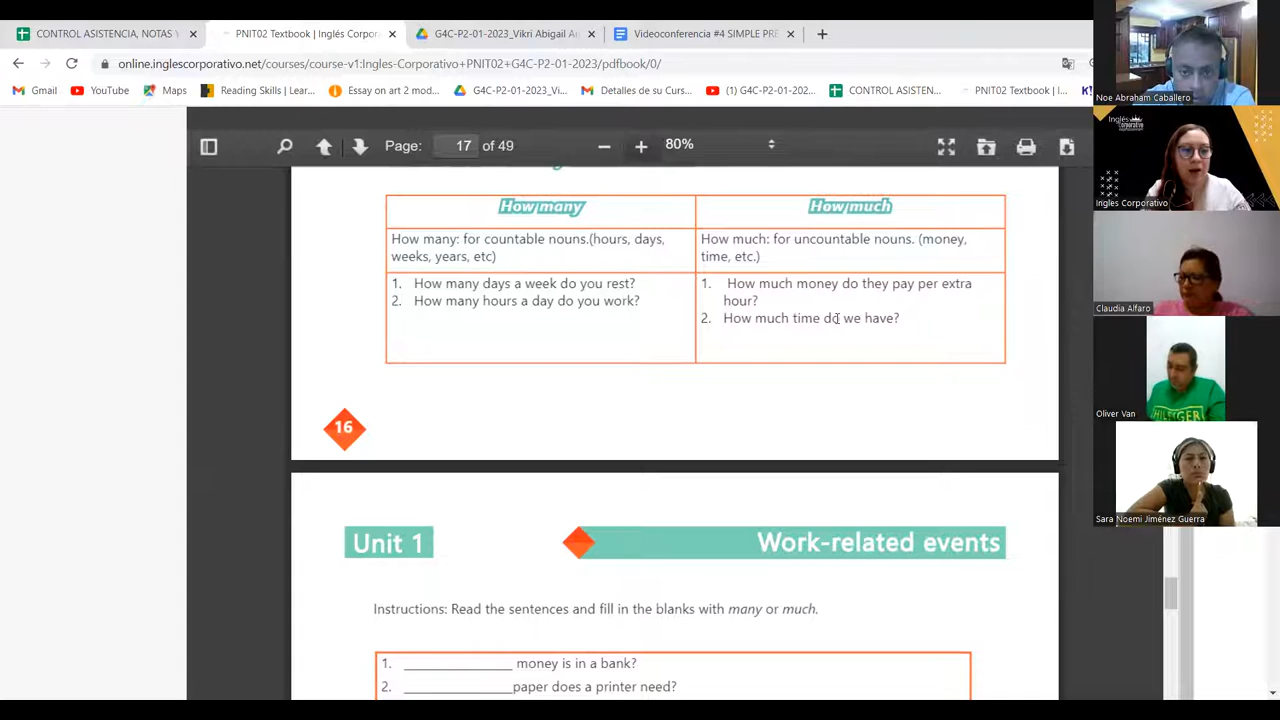 CONTROL ASISTENCIA, NOTAS Y
PNIT02 Textbook | Inglés Corpor
G4C-P2-01-2023_Vikri Abigail A
Videoconferencia #4 SIMPLE PRE
online.inglescorporativo.net/courses/course-v1:Ingles-Corporativo+PNIT02+G4C-P2-01-2023/pdfbook/0/
Gmail
YouTube
Maps
Reading Skills | Lear...
Essay on art 2 mod...
G4C-P2-01-2023_Vi...
Detalles de su Curs...
(1) G4C-P2-01-202...
CONTROL ASISTEN...
PNIT02 Textbook | I...
Page: 17 of 49
80%
How many
How much
How many: for countable nouns.(hours, days,
weeks, years, etc)
How much: for uncountable nouns. (money,
time, etc.)
1. How many days a week do you rest?
2. How many hours a day do you work?
1. How much money do they pay per extra
hour?
2. How much time do we have?
16
Unit 1
Work-related events
Instructions: Read the sentences and fill in the blanks with many or much.
1. ________________ money is in a bank?
2. ________________paper does a printer need?
Noe Abraham Caballero
Inglés
Corporativo
Ingles Corporativo
Claudia Alfaro
HILFIGER
Oliver Van
Sara Noemi Jiménez Guerra